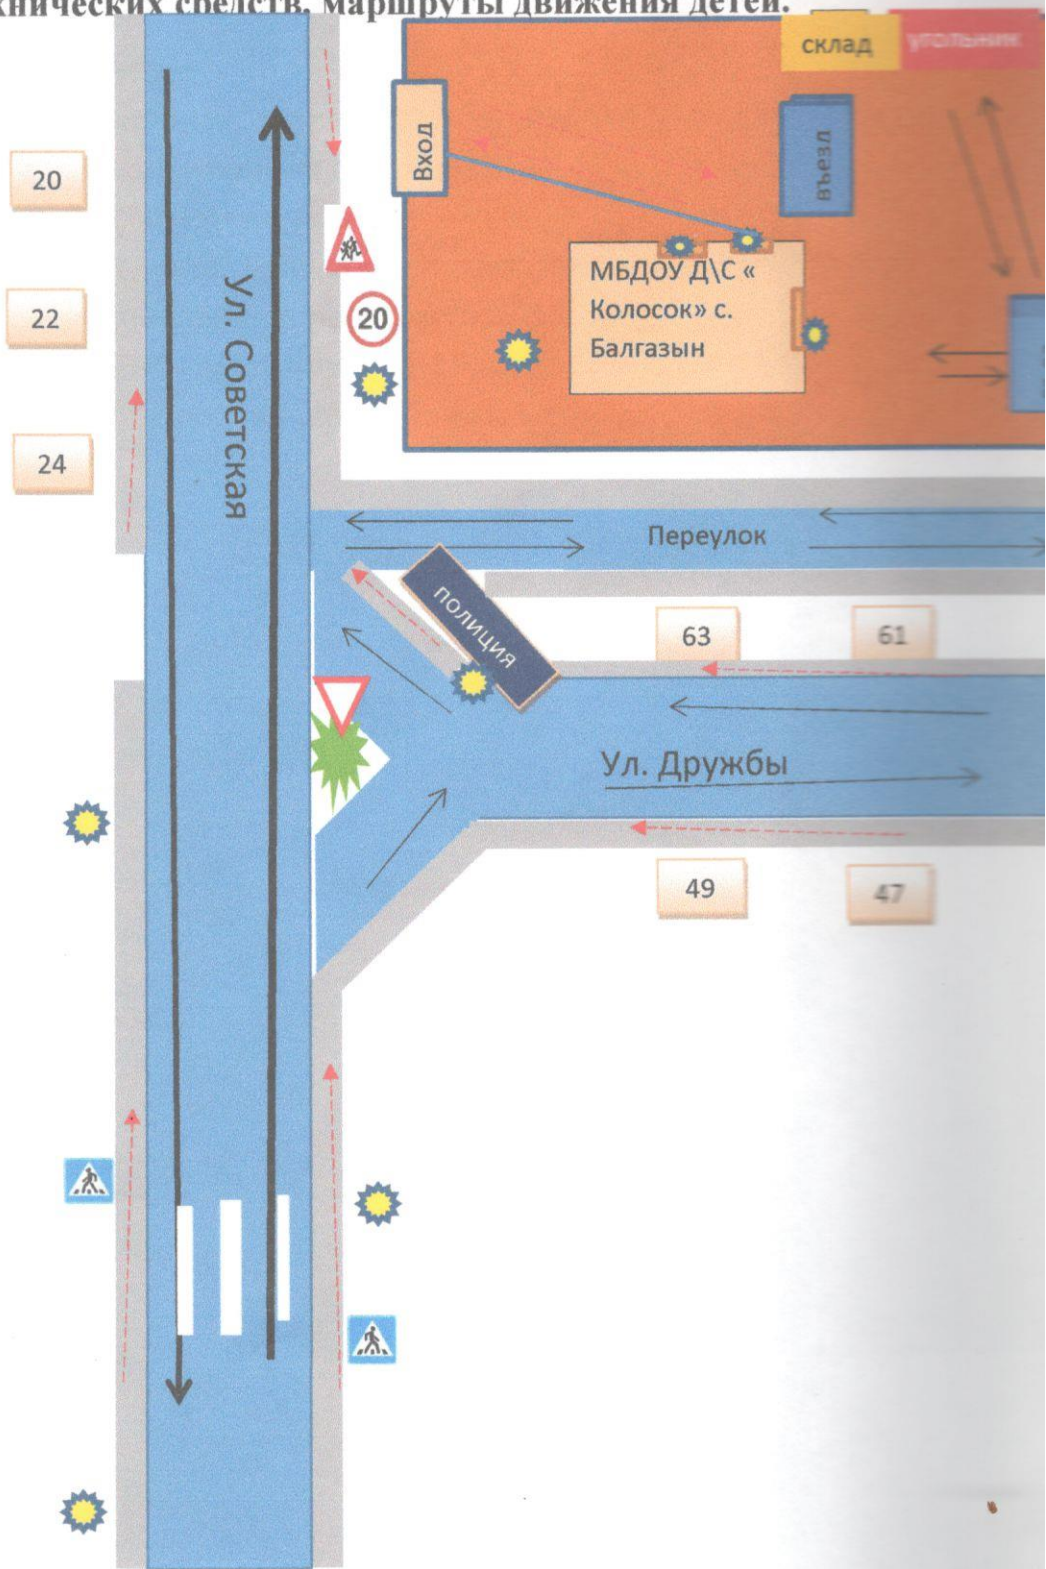 средств, маршруты движения детей.
склад
угольник
Вход
въезд
20
МБДОУ Д\С «
Колосок» с.
Балгазын
22
20
Ул. Советская
24
Переулок
полиция
63
61
Ул. Дружбы
49
47